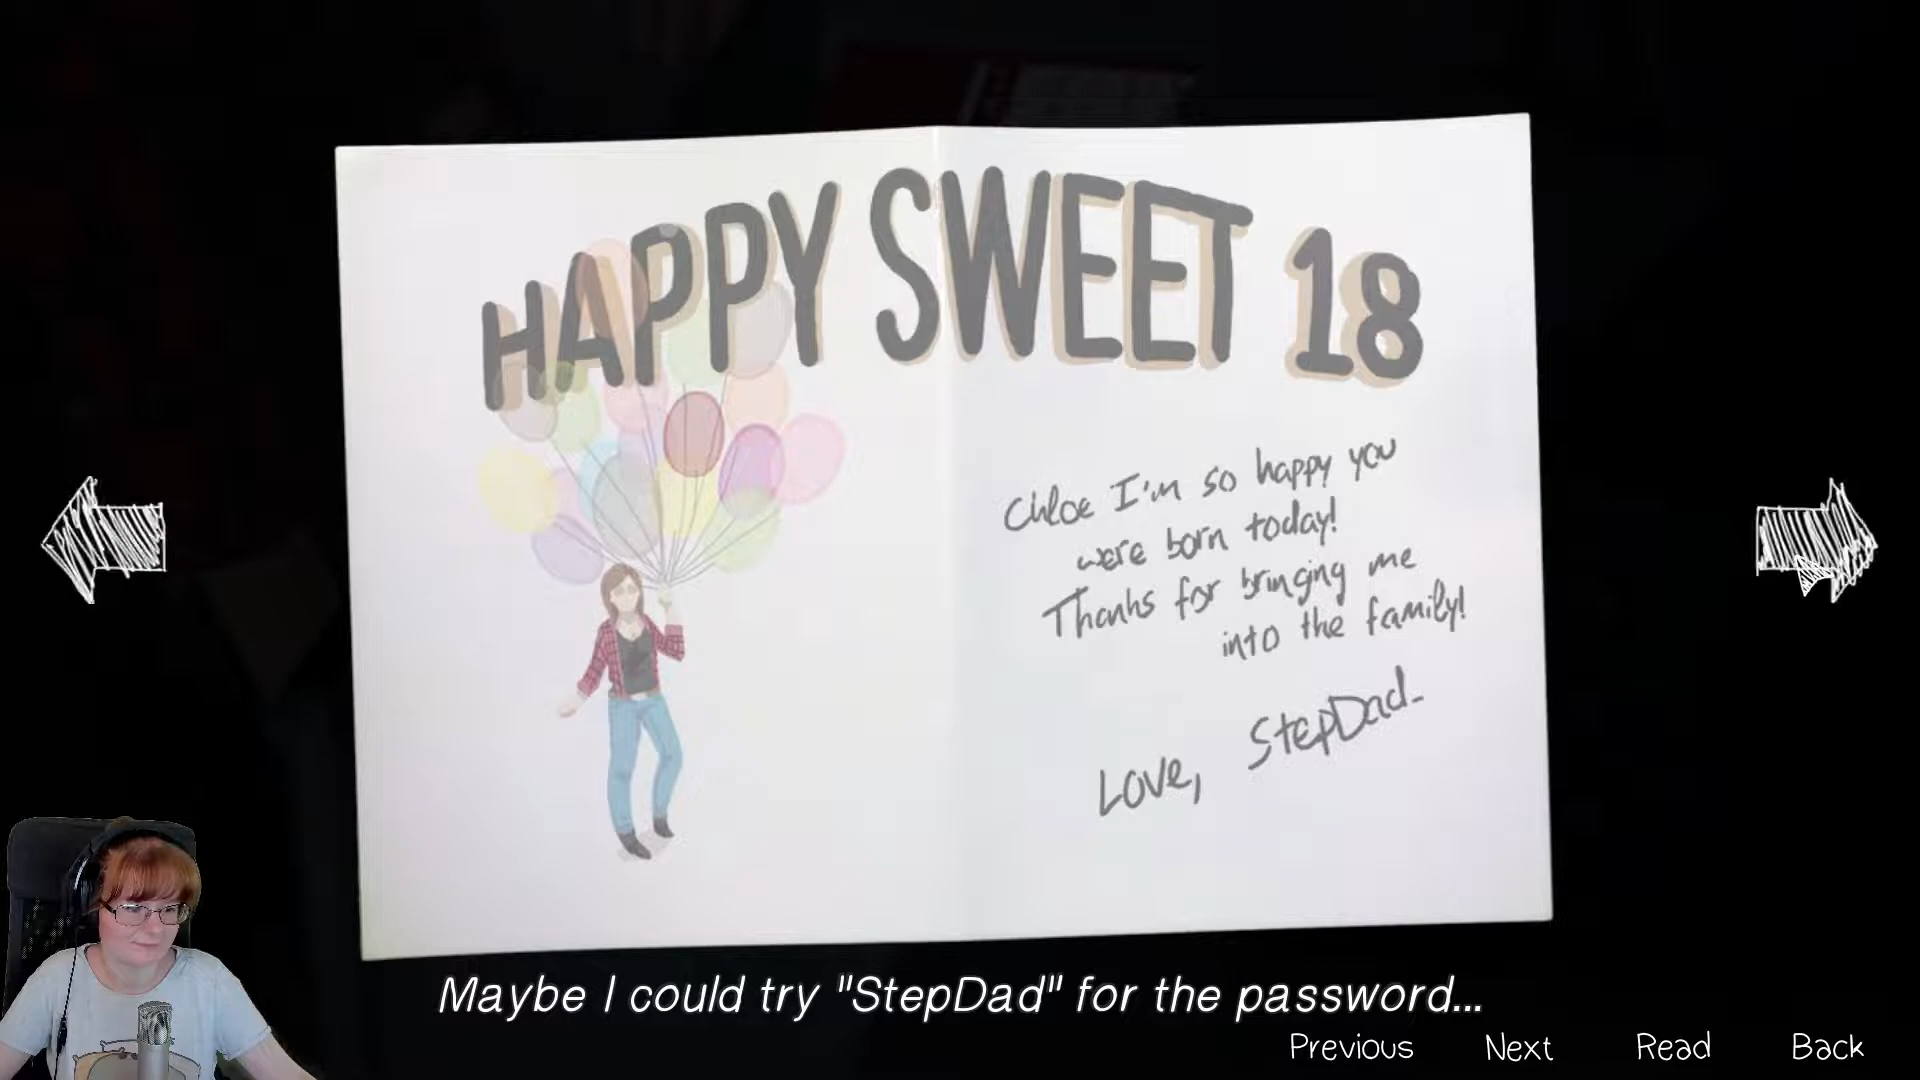 HAPPY SWEET 18
Chloe I'm so happy you
were born today!
Thanks for bringing me
into the family!
Love, StepDad
Maybe I could try "StepDad" for the password...
Previous Next Read Back